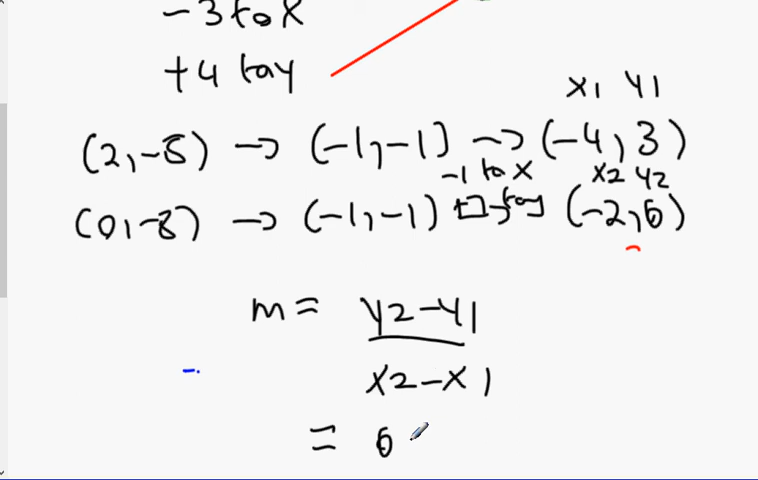 -3 to X
+4 to y
x1 y1
(2,-5) → (-1,-1) → (-4,3)
-1 to x x2 y2
(0,-8) → (-1,-1) to y (-2,6)
m = y2-y1
x2-x1
= 6